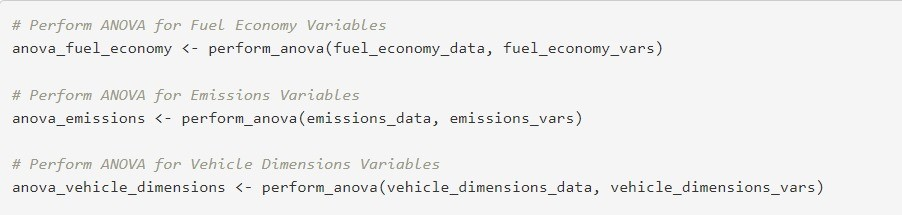 # Perform ANOVA for Fuel Economy Variables
anova_fuel_economy <- perform_anova(fuel_economy_data, fuel_economy_vars)
# Perform ANOVA for Emissions Variables
anova_emissions <- perform_anova(emissions_data, emissions_vars)
# Perform ANOVA for Vehicle Dimensions Variables
anova_vehicle_dimensions <- perform_anova(vehicle_dimensions_data, vehicle_dimensions_vars)